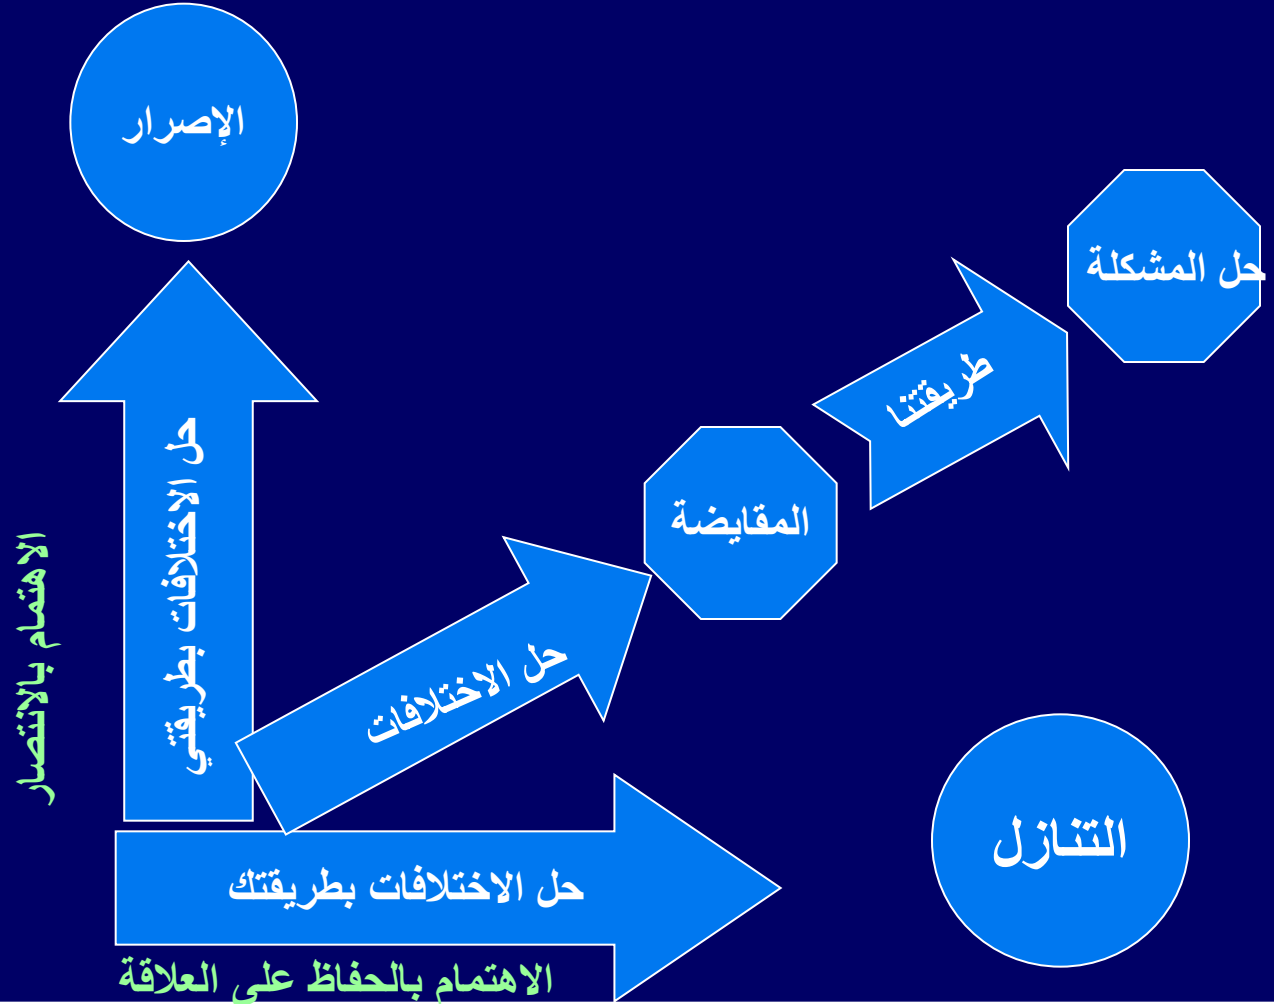 الإصرار
حل المشكلة
طريقتنا
المقايضة
حل الاختلافات بطريقتي
الاهتمام بالانتصار
حل الاختلافات
التنازل
حل الاختلافات بطريقتك
الاهتمام بالحفاظ على العلاقة